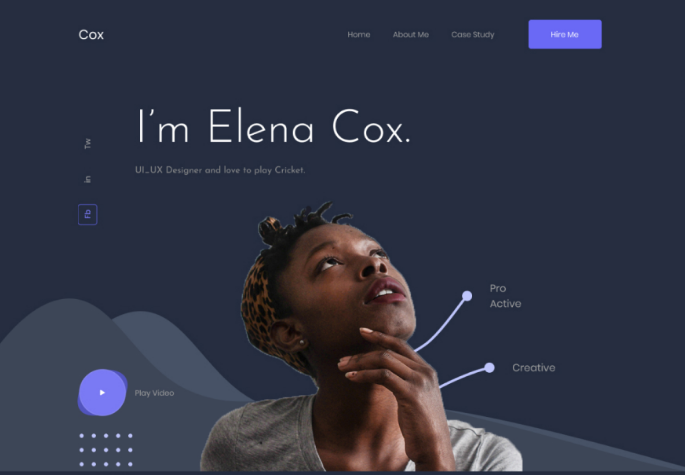 Cox
Home About Me Case Study Hire Me
I'm Elena Cox.
UI_UX Designer and love to play Cricket.
Tw
In
Fb
Pro
Active
Creative
Play Video